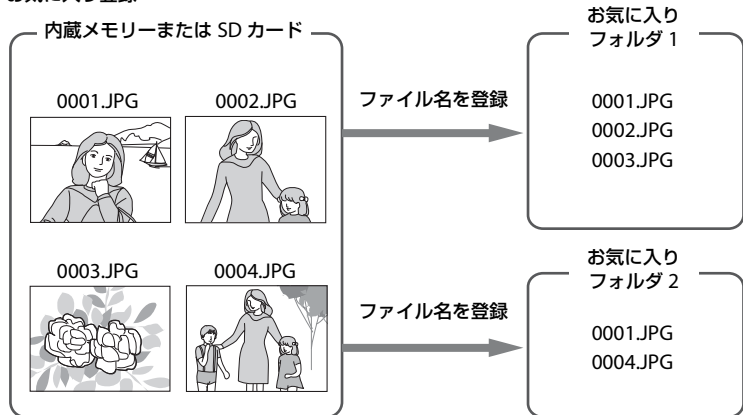 お気に入り登録
内蔵メモリーまたは SD カード
0001.JPG
0002.JPG
0003.JPG
0004.JPG
ファイル名を登録
お気に入り
フォルダ 1
0001.JPG
0002.JPG
0003.JPG
ファイル名を登録
お気に入り
フォルダ 2
0001.JPG
0004.JPG